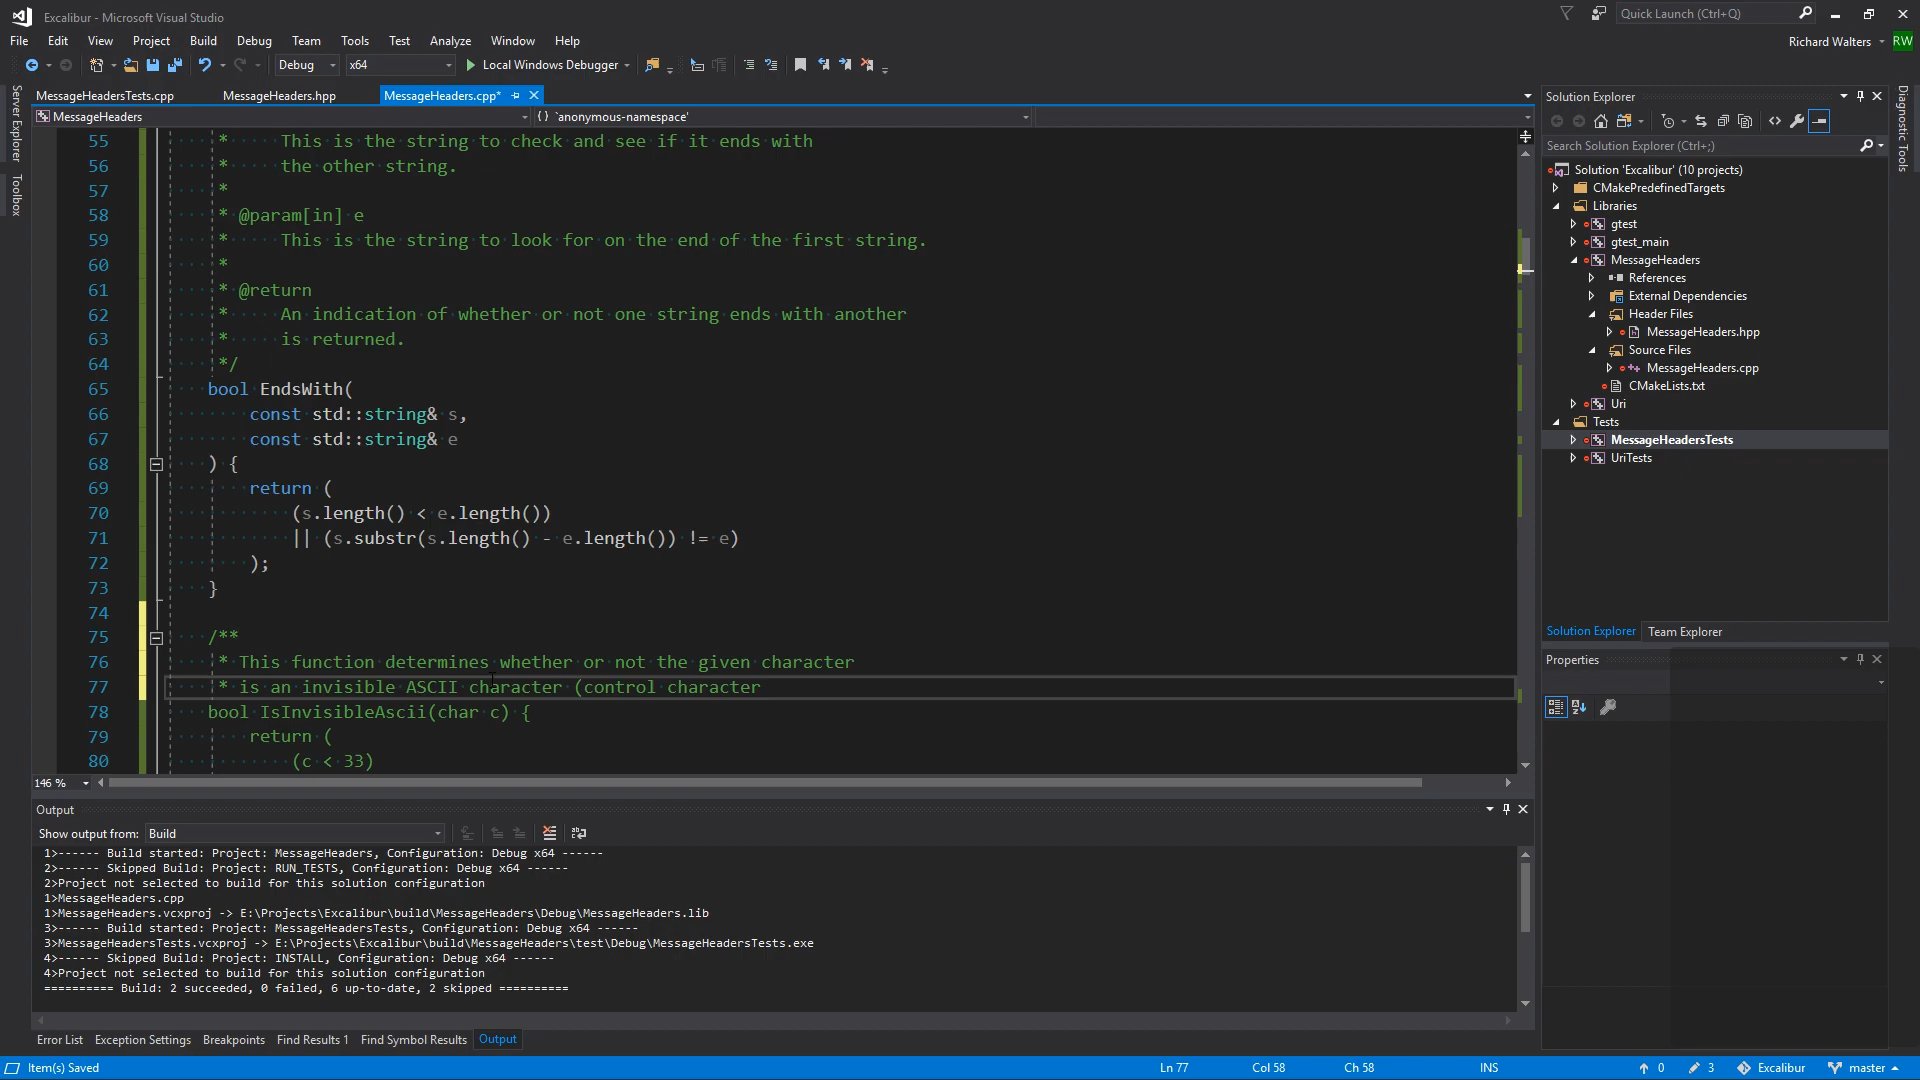 Excalibur - Microsoft Visual Studio
Quick Launch (Ctrl+Q)
File Edit View Project Build Debug Team Tools Test Analyze Window Help
Richard Walters RW
Debug x64 Local Windows Debugger
Server Explorer
Toolbox
MessageHeadersTests.cpp MessageHeaders.hpp MessageHeaders.cpp*
MessageHeaders {} `anonymous-namespace'
55 * This is the string to check and see if it ends with
56 * the other string.
57 *
58 * @param[in] e
59 * This is the string to look for on the end of the first string.
60 *
61 * @return
62 * An indication of whether or not one string ends with another
63 * is returned.
64 */
65 bool EndsWith(
66 const std::string& s,
67 const std::string& e
68 ) {
69 return (
70 (s.length() < e.length())
71 || (s.substr(s.length() - e.length()) != e)
72 );
73 }
74
75 /**
76 * This function determines whether or not the given character
77 * is an invisible ASCII character (control character
78 bool IsInvisibleAscii(char c) {
79 return (
80 (c < 33)
146 %
Solution Explorer
Search Solution Explorer (Ctrl+;)
Solution 'Excalibur' (10 projects)
CMakePredefinedTargets
Libraries
gtest
gtest_main
MessageHeaders
References
External Dependencies
Header Files
MessageHeaders.hpp
Source Files
MessageHeaders.cpp
CMakeLists.txt
Uri
Tests
MessageHeadersTests
UriTests
Solution Explorer Team Explorer
Properties
Diagnostic Tools
Output
Show output from: Build
1>------ Build started: Project: MessageHeaders, Configuration: Debug x64 ------
2>------ Skipped Build: Project: RUN_TESTS, Configuration: Debug x64 ------
2>Project not selected to build for this solution configuration
1>MessageHeaders.cpp
1>MessageHeaders.vcxproj -> E:\Projects\Excalibur\build\MessageHeaders\Debug\MessageHeaders.lib
3>------ Build started: Project: MessageHeadersTests, Configuration: Debug x64 ------
3>MessageHeadersTests.vcxproj -> E:\Projects\Excalibur\build\MessageHeaders\test\Debug\MessageHeadersTests.exe
4>------ Skipped Build: Project: INSTALL, Configuration: Debug x64 ------
4>Project not selected to build for this solution configuration
========== Build: 2 succeeded, 0 failed, 6 up-to-date, 2 skipped ==========
Error List Exception Settings Breakpoints Find Results 1 Find Symbol Results Output
Item(s) Saved Ln 77 Col 58 Ch 58 INS 0 3 Excalibur master